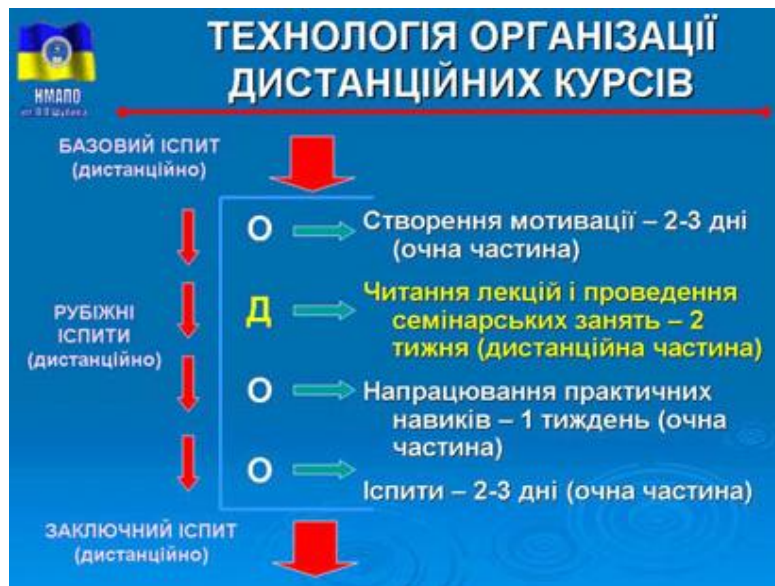 ТЕХНОЛОГІЯ ОРГАНІЗАЦІЇ
ДИСТАНЦІЙНИХ КУРСІВ
НМАПО
БАЗОВИЙ ІСПИТ
(дистанційно)
О
Створення мотивації – 2-3 дні
(очна частина)
Д
Читання лекцій і проведення
семінарських занять – 2
тижня (дистанційна частина)
РУБІЖНІ
ІСПИТИ
(дистанційно)
О
Напрацювання практичних
навиків – 1 тиждень (очна
частина)
О
Іспити – 2-3 дні (очна частина)
ЗАКЛЮЧНИЙ ІСПИТ
(дистанційно)